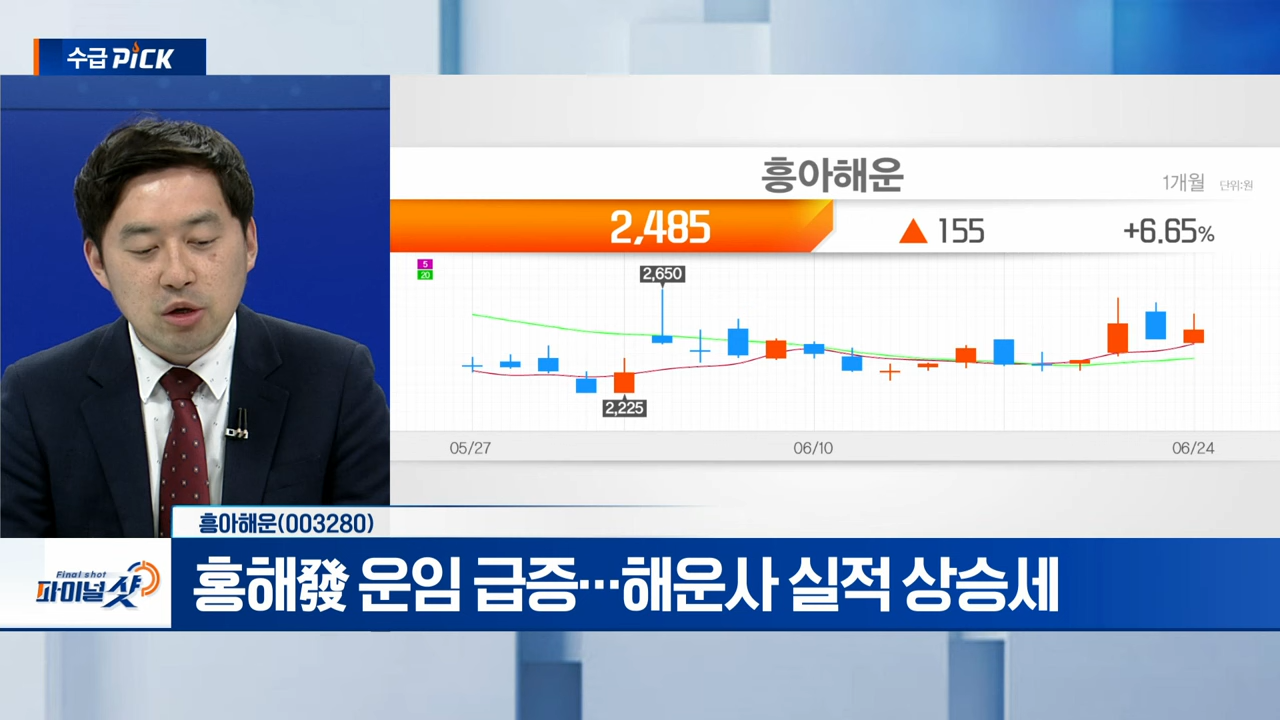 수급 PiCK
흥아해운
1개월 단위:원
2,485 ▲ 155 +6.65%
5
20
2,650
2,225
05/27 06/10 06/24
흥아해운(003280)
Final shot
파이널샷
홍해發 운임 급증…해운사 실적 상승세